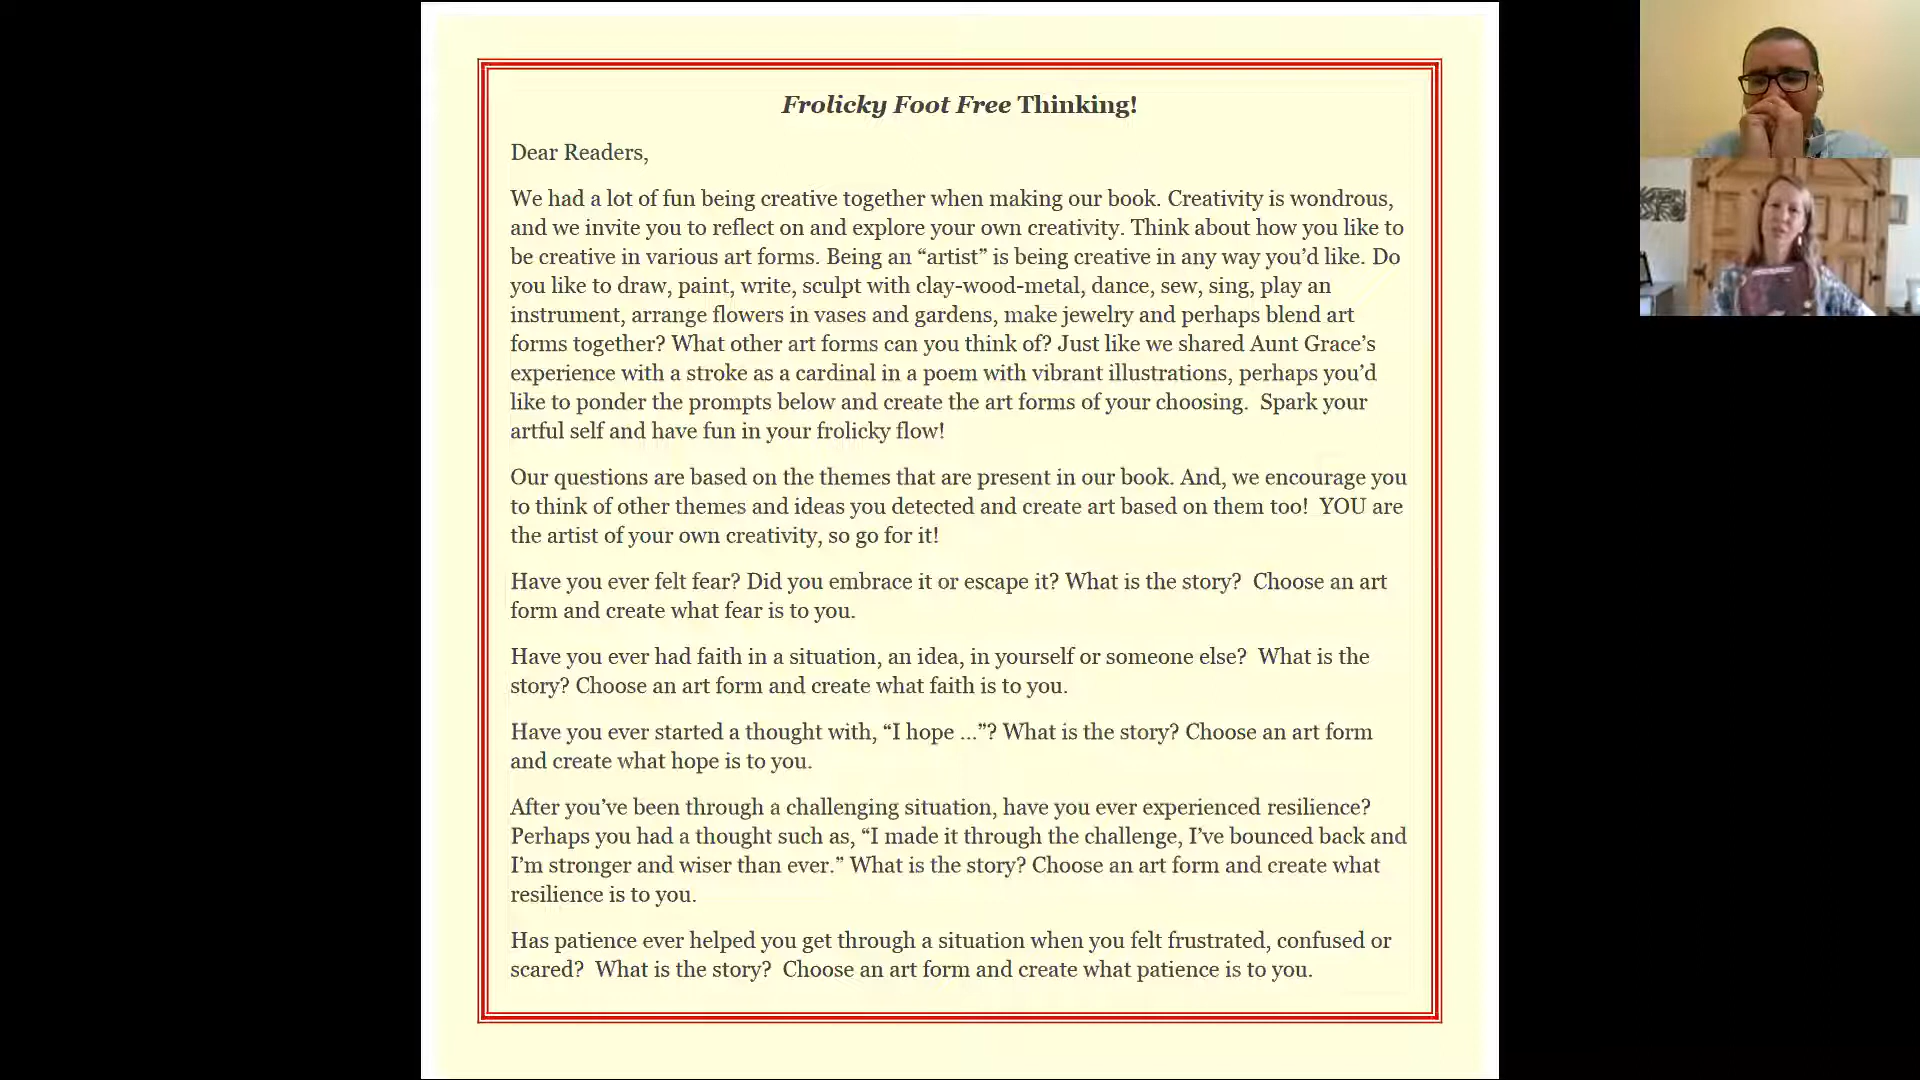 Frolicky Foot Free Thinking!
Dear Readers,
We had a lot of fun being creative together when making our book. Creativity is wondrous,
and we invite you to reflect on and explore your own creativity. Think about how you like to
be creative in various art forms. Being an “artist” is being creative in any way you’d like. Do
you like to draw, paint, write, sculpt with clay-wood-metal, dance, sew, sing, play an
instrument, arrange flowers in vases and gardens, make jewelry and perhaps blend art
forms together? What other art forms can you think of? Just like we shared Aunt Grace’s
experience with a stroke as a cardinal in a poem with vibrant illustrations, perhaps you’d
like to ponder the prompts below and create the art forms of your choosing.  Spark your
artful self and have fun in your frolicky flow!
Our questions are based on the themes that are present in our book. And, we encourage you
to think of other themes and ideas you detected and create art based on them too!  YOU are
the artist of your own creativity, so go for it!
Have you ever felt fear? Did you embrace it or escape it? What is the story?  Choose an art
form and create what fear is to you.
Have you ever had faith in a situation, an idea, in yourself or someone else?  What is the
story? Choose an art form and create what faith is to you.
Have you ever started a thought with, “I hope ...”? What is the story? Choose an art form
and create what hope is to you.
After you’ve been through a challenging situation, have you ever experienced resilience?
Perhaps you had a thought such as, “I made it through the challenge, I’ve bounced back and
I’m stronger and wiser than ever.” What is the story? Choose an art form and create what
resilience is to you.
Has patience ever helped you get through a situation when you felt frustrated, confused or
scared?  What is the story?  Choose an art form and create what patience is to you.